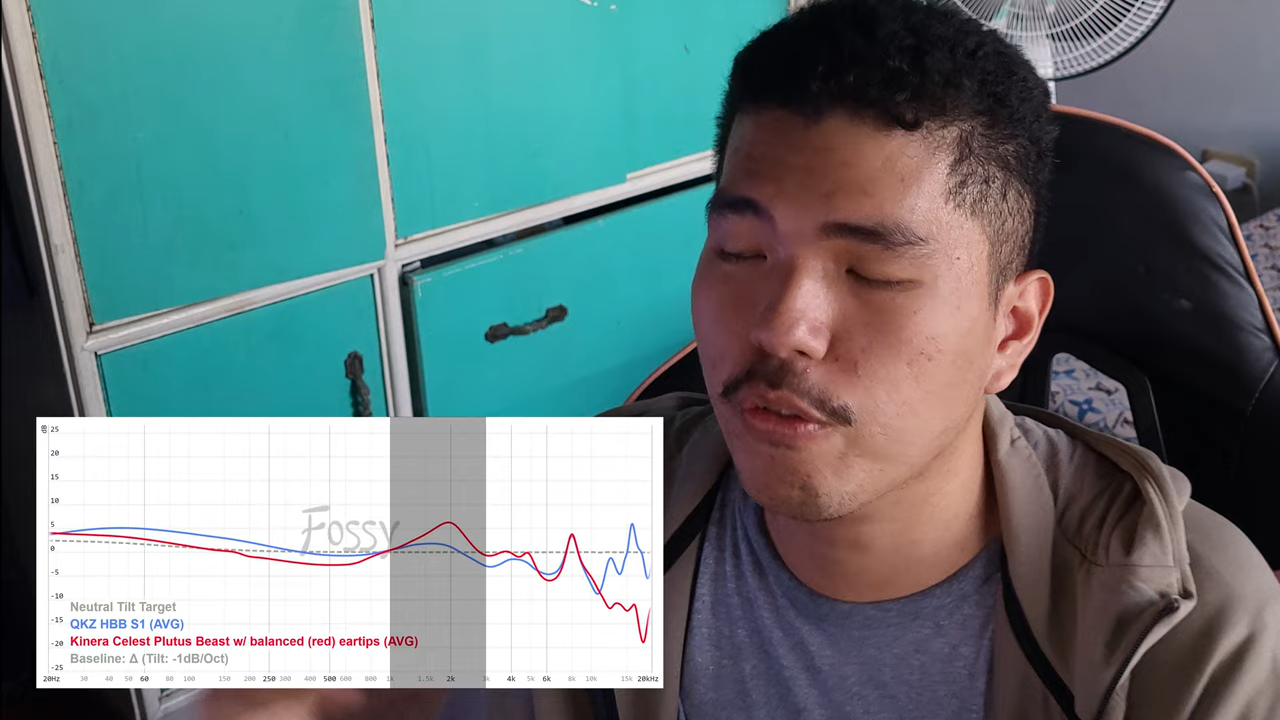 dB
25
20
15
10
5
0
-5
-10
-15
-20
-25
Fossy
Neutral Tilt Target
QKZ HBB S1 (AVG)
Kinera Celest Plutus Beast w/ balanced (red) eartips (AVG)
Baseline: Δ (Tilt: -1dB/Oct)
20Hz 30 40 50 60 80 100 150 200 250 300 400 500 600 800 1k 1.5k 2k 3k 4k 5k 6k 8k 10k 15k 20kHz